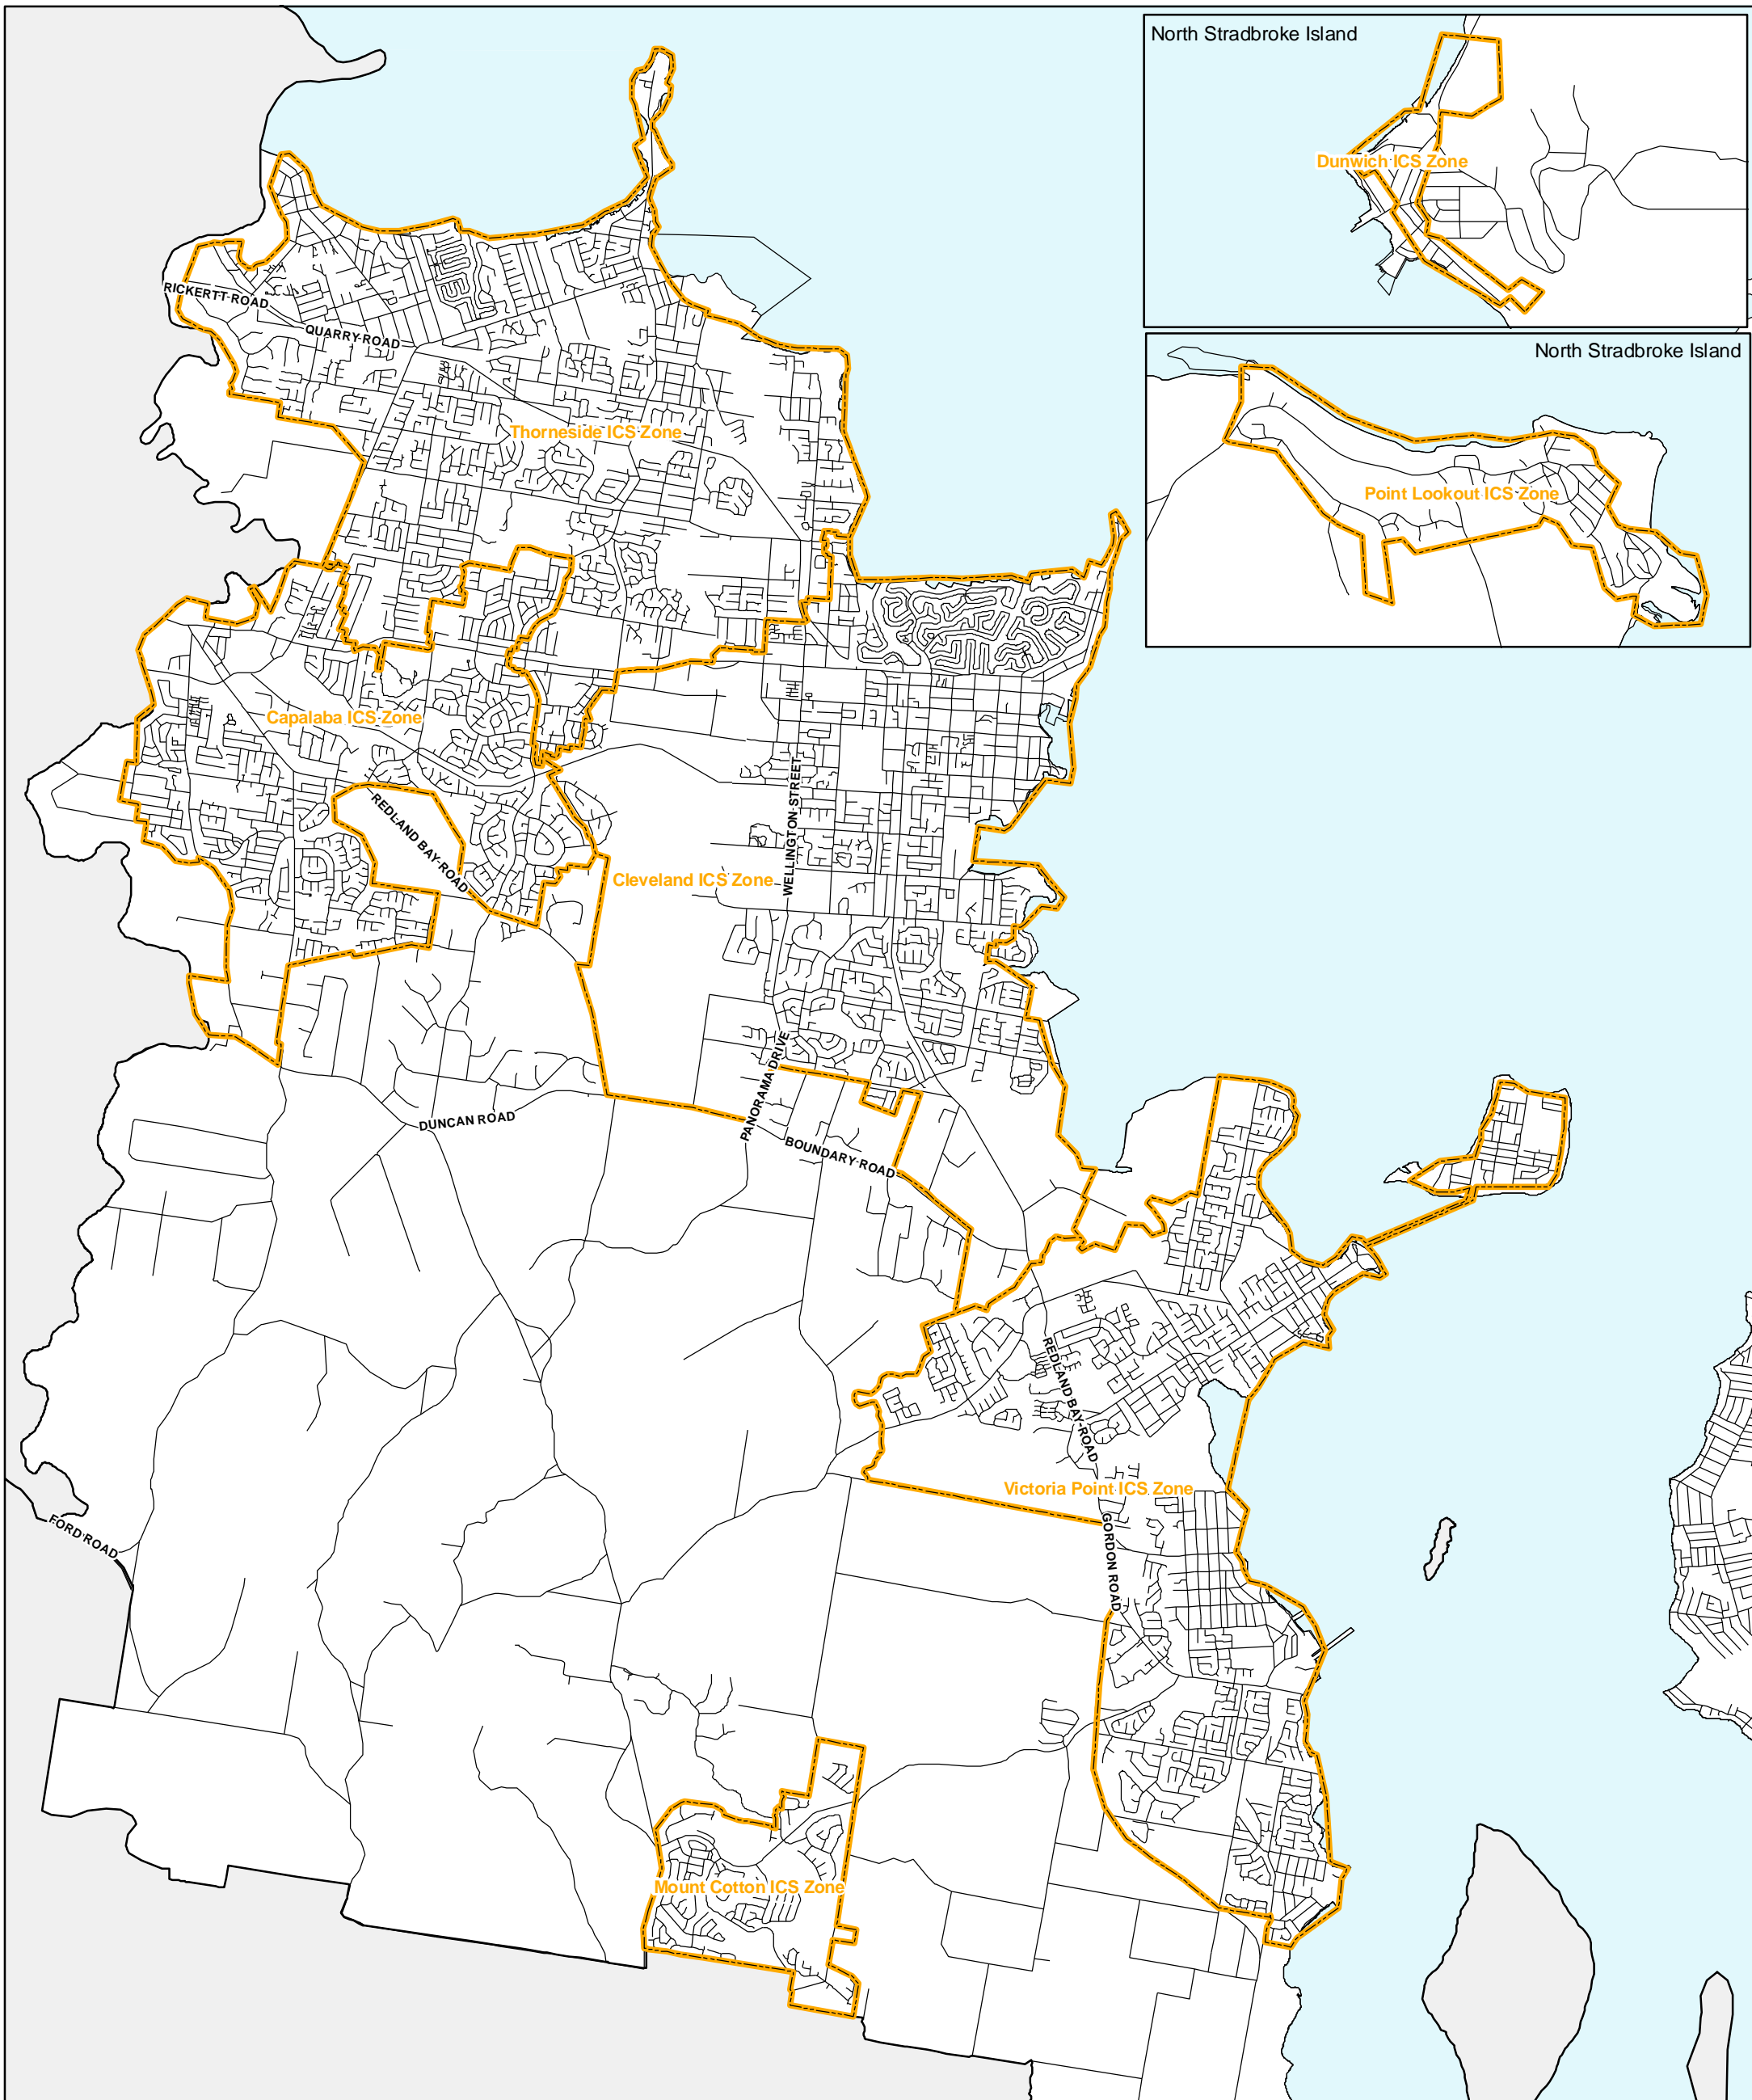 North Stradbroke Island
Dunwich ICS Zone
RICKERTT ROAD
QUARRY ROAD
North Stradbroke Island
Thorneside ICS Zone
Point Lookout ICS Zone
Capalaba ICS Zone
REDLAND BAY ROAD
WELLINGTON STREET
Cleveland ICS Zone
PANORAMA DRIVE
DUNCAN ROAD
BOUNDARY ROAD
REDLAND BAY ROAD
Victoria Point ICS Zone
FORD ROAD
GORDON ROAD
Mount Cotton ICS Zone